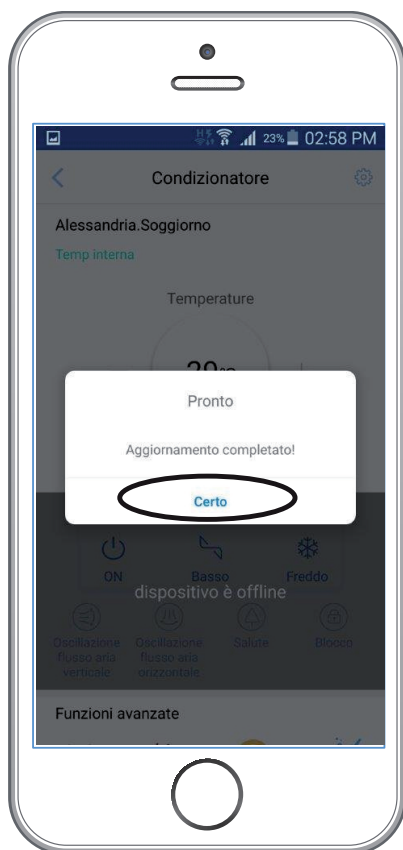 23% 02:58 PM
Condizionatore
Alessandria.Soggiorno
Temp interna
Temperature
Pronto
Aggiornamento completato!
Certo
ON Basso Freddo
dispositivo è offline
Oscillazione flusso aria verticale
Oscillazione flusso aria orizzontale
Salute
Blocco
Funzioni avanzate